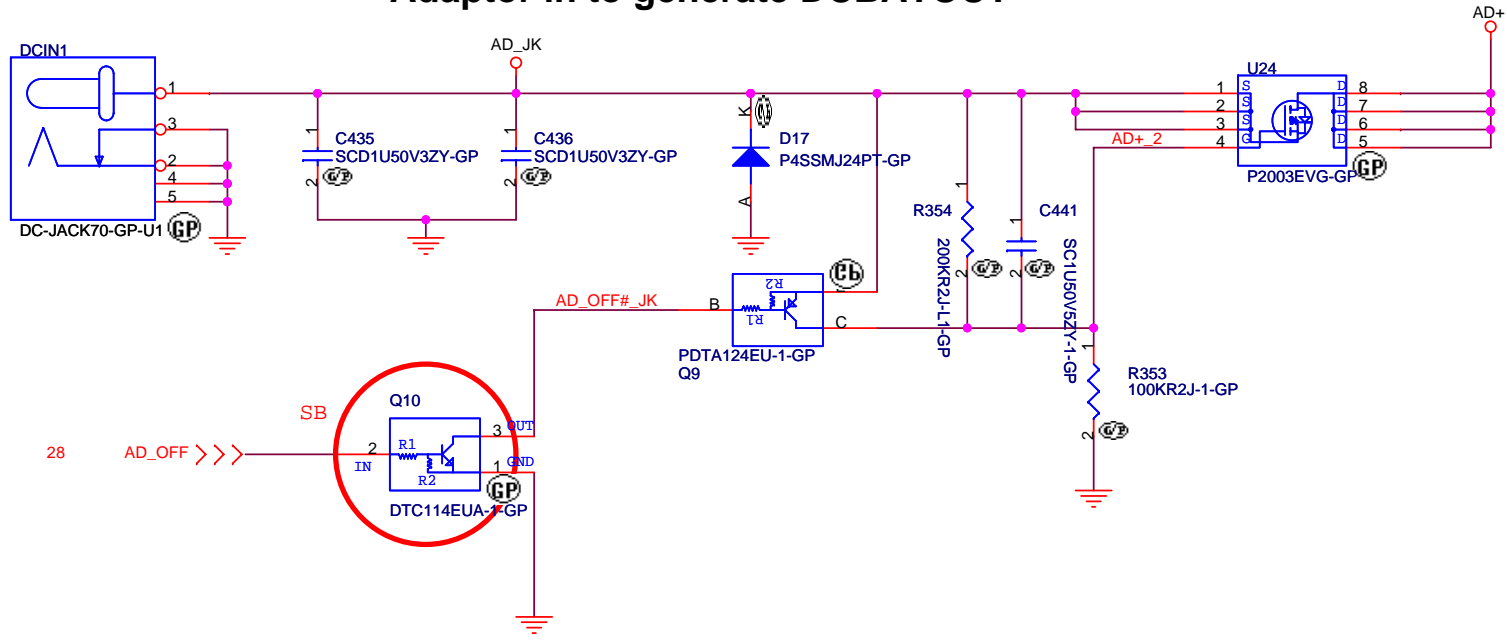 DCIN1
1
3
2
4
5
DC-JACK70-GP-U1
GP
AD_JK
1
C435
SCD1U50V3ZY-GP
2
G/P
1
C436
SCD1U50V3ZY-GP
2
G/P
K
D17
P4SSMJ24PT-GP
A
1
R354
200KR2J-L1-GP
2
G/P
1
C441
SC1U50V5ZY-1-GP
2
G/P
AD+_2
U24
1
2
3
4
S
S
S
G
D
D
D
D
8
7
6
5
P2003EVG-GP
GP
AD+
AD_OFF#_JK
B
R1
R2
C
PDTA124EU-1-GP
Q9
1
R353
100KR2J-1-GP
2
G/P
SB
Q10
28
AD_OFF
2
IN
R1
R2
3
OUT
1
GND
GP
DTC114EUA-1-GP